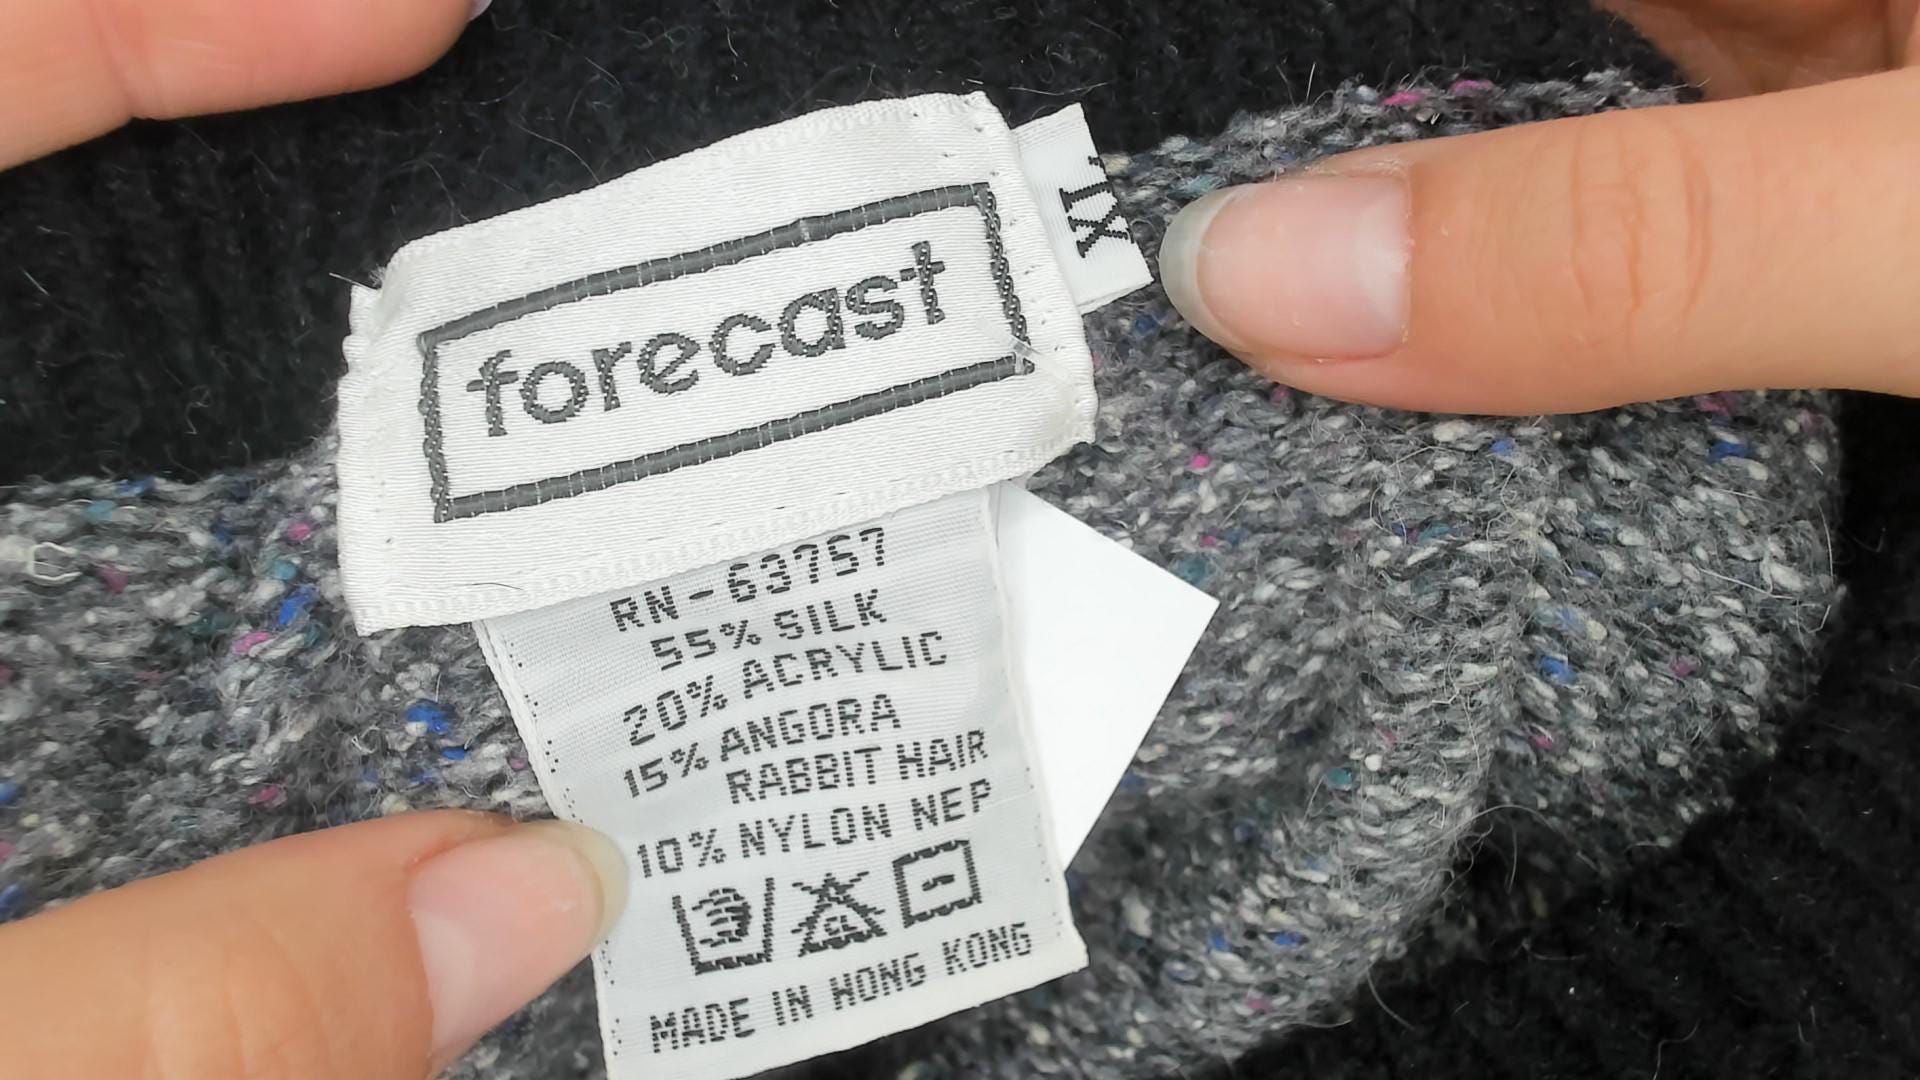 forecast
XL
RN-63757
55% SILK
20% ACRYLIC
15% ANGORA
RABBIT HAIR
10% NYLON NEP
CL
MADE IN HONG KONG